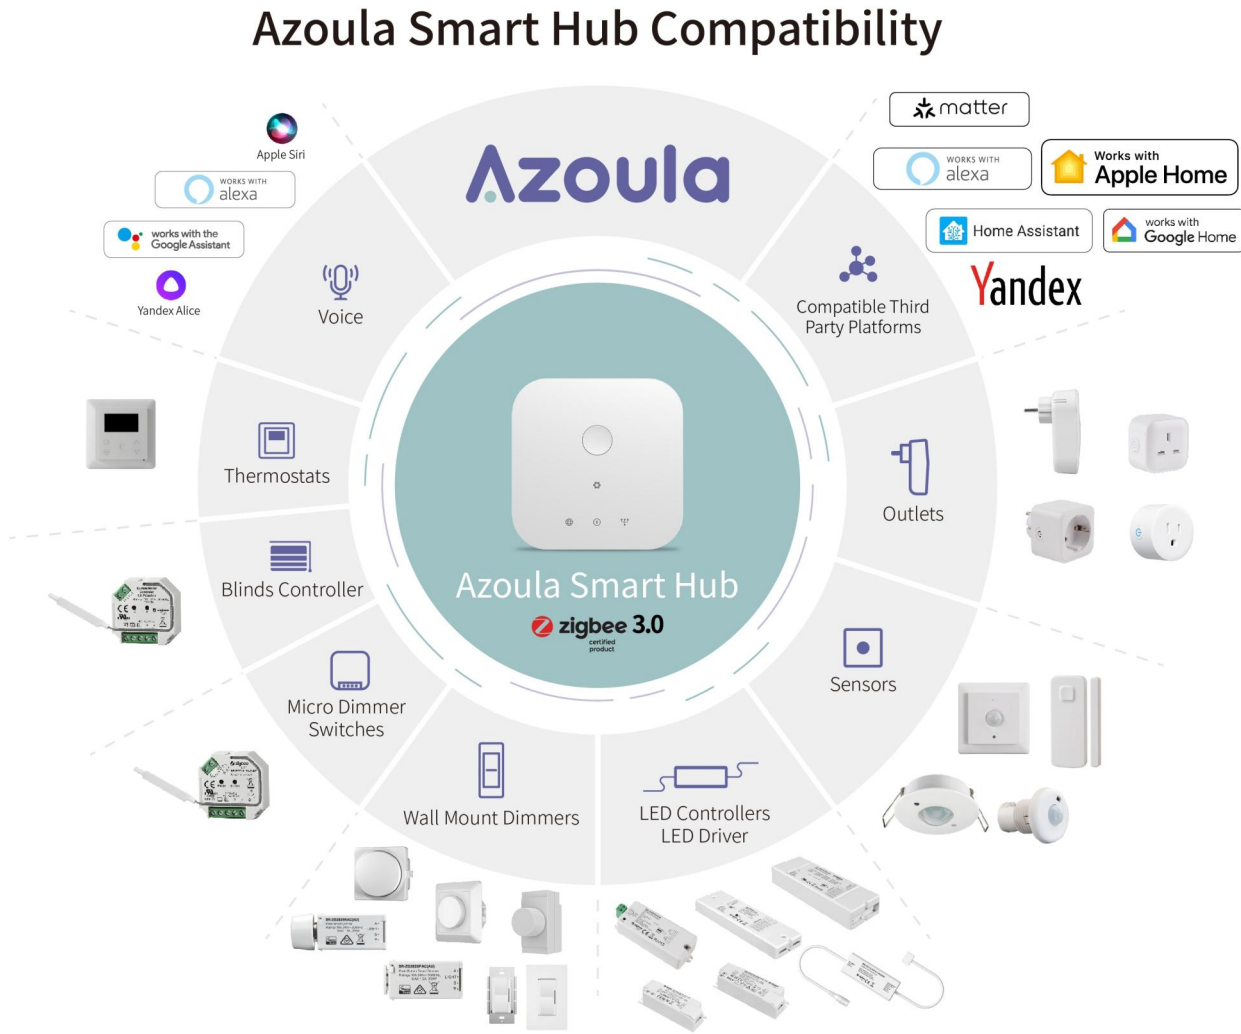 Azoula Smart Hub Compatibility
Azoula
Apple Siri
WORKS WITH
alexa
works with the
Google Assistant
Yandex Alice
Voice
matter
WORKS WITH
alexa
Works with
Apple Home
Home Assistant
works with
Google Home
Yandex
Compatible Third
Party Platforms
Thermostats
Outlets
Blinds Controller
Azoula Smart Hub
zigbee 3.0
certified
product
Sensors
Micro Dimmer
Switches
Wall Mount Dimmers
LED Controllers
LED Driver